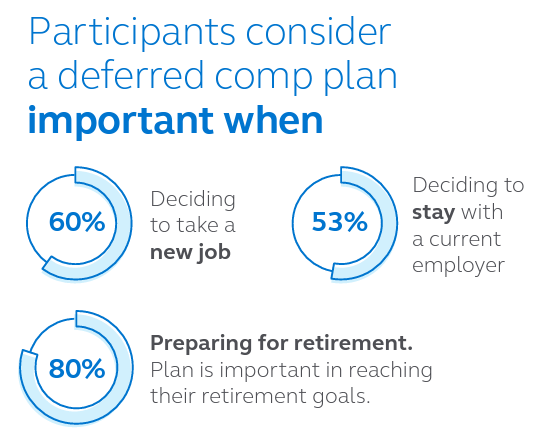 Participants consider
a deferred comp plan
important when
60%
Deciding
to take a
new job
53%
Deciding to
stay with
a current
employer
80%
Preparing for retirement.
Plan is important in reaching
their retirement goals.